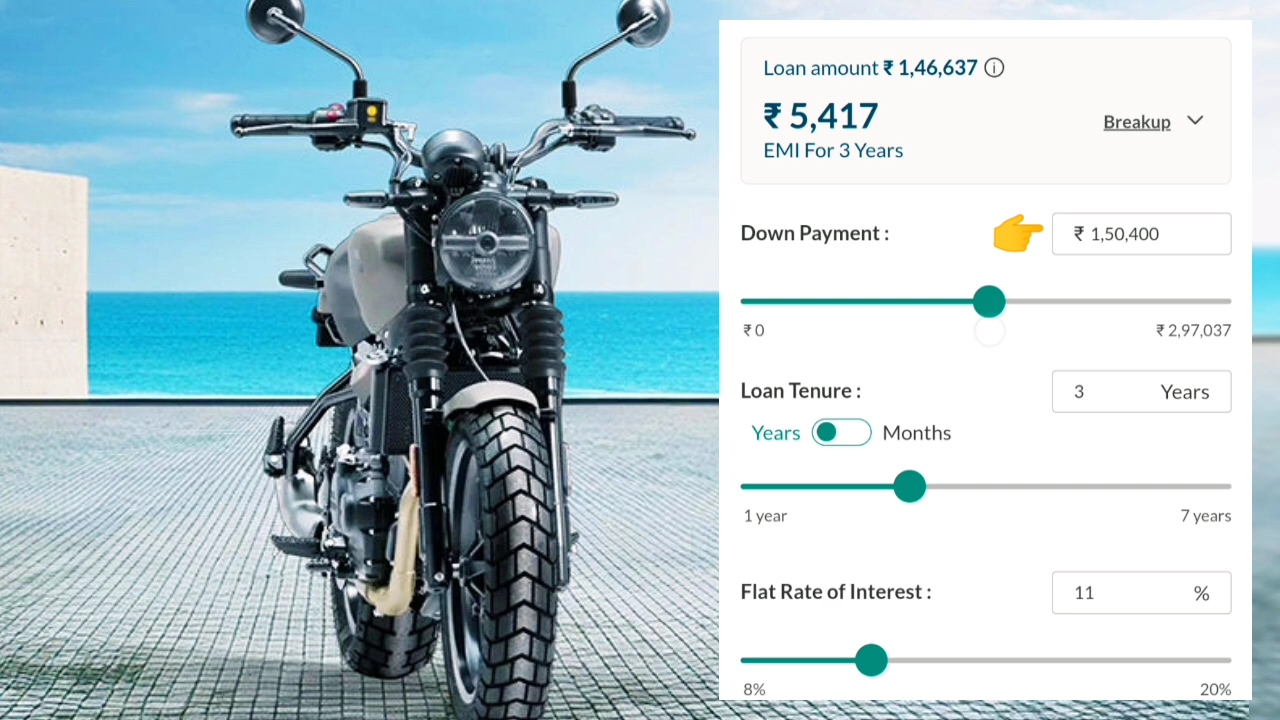 Loan amount ₹ 1,46,637
₹ 5,417
Breakup
EMI For 3 Years
Down Payment :
₹ 1,50,400
₹ 0
₹ 2,97,037
Loan Tenure :
3 Years
Years Months
1 year
7 years
Flat Rate of Interest :
11 %
8%
20%